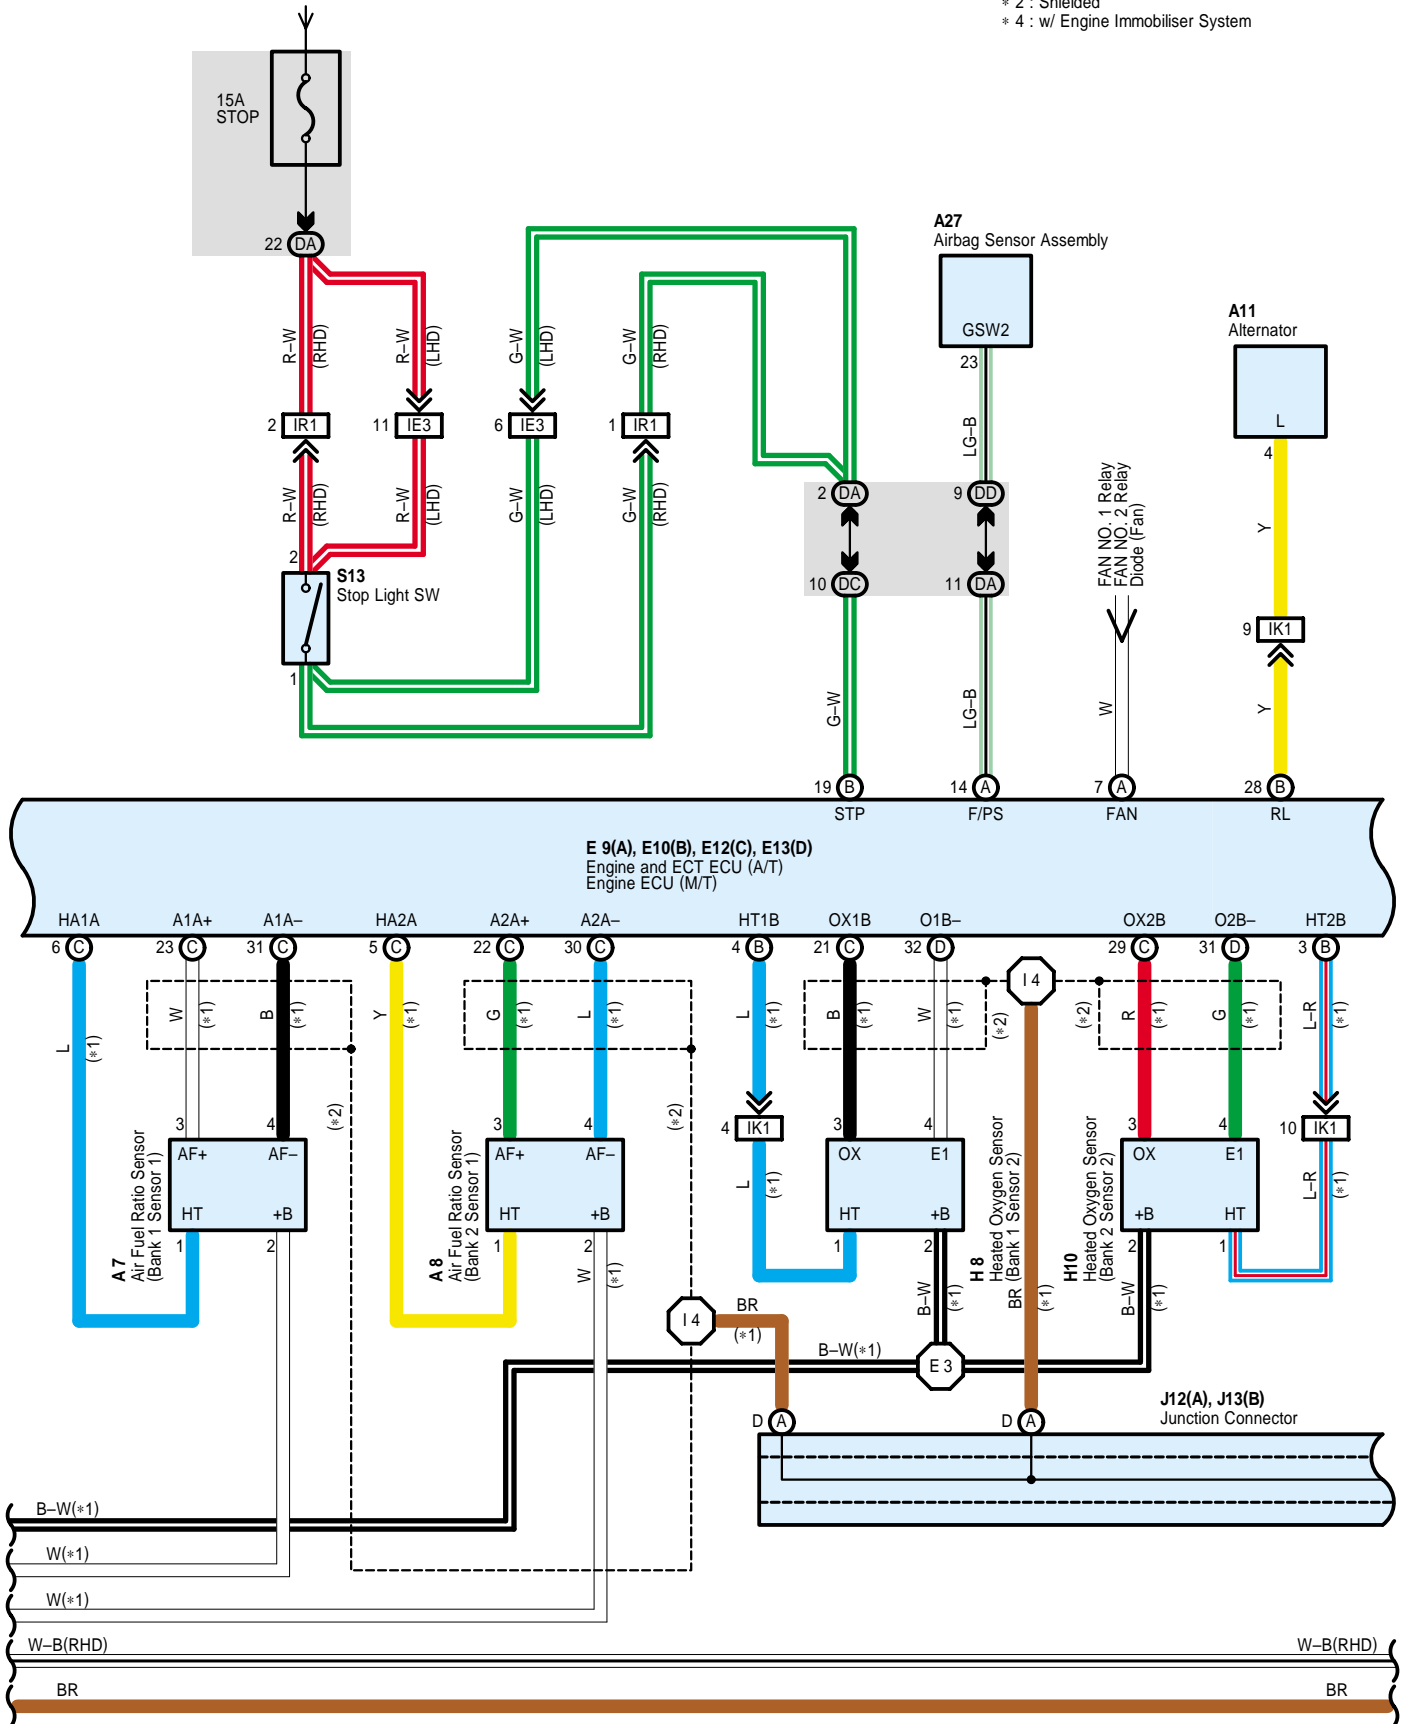 * 2 : Shielded
* 4 : w/ Engine Immobiliser System
15A
STOP
22 DA
A27
Airbag Sensor Assembly
GSW2
23
A11
Alternator
L
4
R–W
(RHD)
R–W
(LHD)
G–W
(LHD)
G–W
(RHD)
LG–B
2 IR1
11 IE3
6 IE3
1 IR1
R–W
(RHD)
R–W
(LHD)
G–W
(LHD)
G–W
(RHD)
2 DA
9 DD
FAN NO. 1 Relay
FAN NO. 2 Relay
Diode (Fan)
Y
2
S13
Stop Light SW
1
10 DC
11 DA
9 IK1
G–W
LG–B
W
Y
19 B
14 A
7 A
28 B
STP
F/PS
FAN
RL
E 9(A), E10(B), E12(C), E13(D)
Engine and ECT ECU (A/T)
Engine ECU (M/T)
HA1A
A1A+
A1A–
HA2A
A2A+
A2A–
HT1B
OX1B
O1B–
OX2B
O2B–
HT2B
6 C
23 C
31 C
5 C
22 C
30 C
4 B
21 C
32 D
29 C
31 D
3 B
I 4
L
(*1)
W
(*1)
B
(*1)
Y
(*1)
G
(*1)
L
(*1)
L
(*1)
B
(*1)
W
(*1)
(*2)
(*2)
R
(*1)
G
(*1)
L–R
(*1)
(*2)
(*2)
4 IK1
10 IK1
3
4
3
4
3
4
3
4
AF+
AF–
AF+
AF–
OX
E1
OX
E1
HT
+B
HT
+B
HT
+B
+B
HT
1
2
1
2
1
2
2
1
A 7
Air Fuel Ratio Sensor
(Bank 1 Sensor 1)
A 8
Air Fuel Ratio Sensor
(Bank 2 Sensor 1)
L
(*1)
H 8
Heated Oxygen Sensor
(Bank 1 Sensor 2)
BR
(*1)
H10
Heated Oxygen Sensor
(Bank 2 Sensor 2)
L–R
(*1)
W
(*1)
B–W
(*1)
B–W
(*1)
I 4
BR
(*1)
B–W(*1)
E 3
J12(A), J13(B)
Junction Connector
D A
D A
B–W(*1)
W(*1)
W(*1)
W–B(RHD)
W–B(RHD)
BR
BR